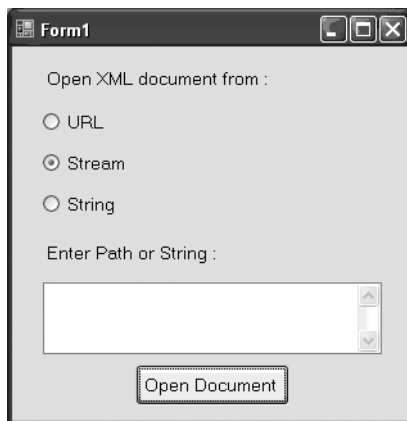 Form1
Open XML document from :
URL
Stream
String
Enter Path or String :
Open Document